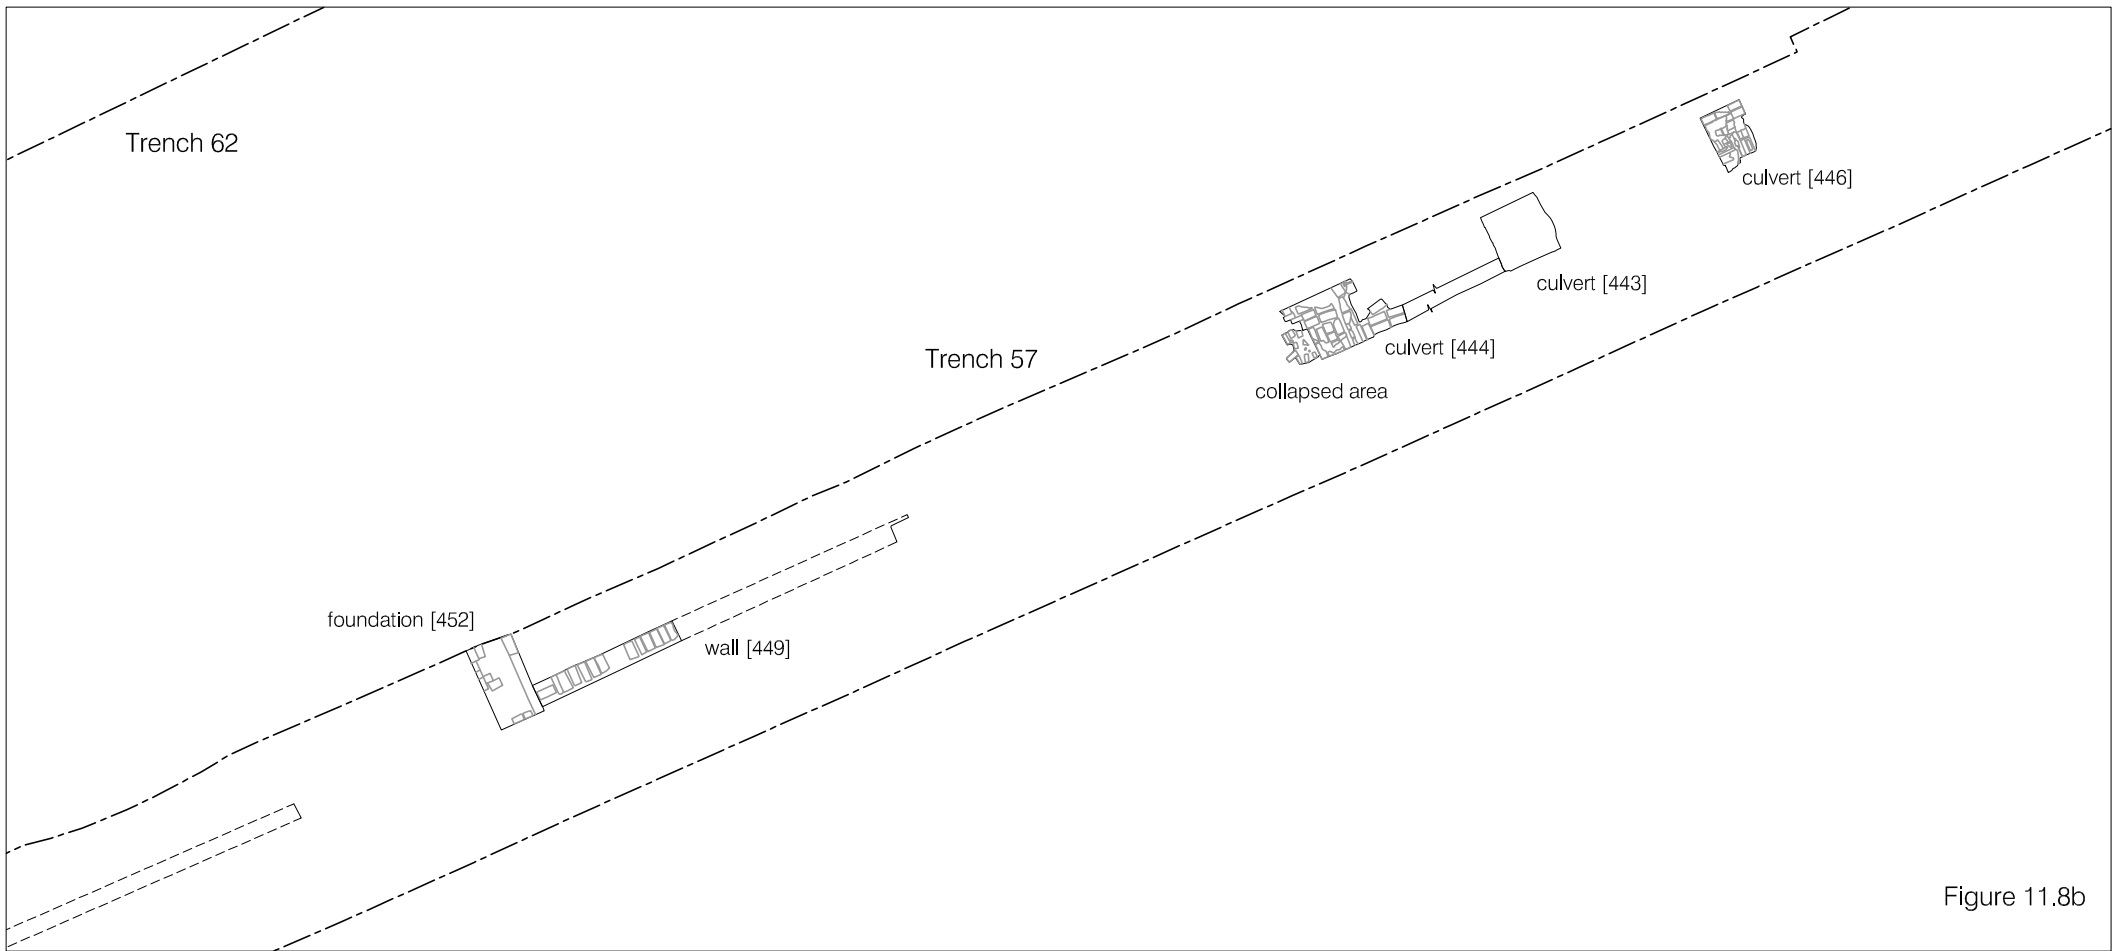 Trench 62
culvert [446]
culvert [443]
culvert [444]
Trench 57
collapsed area
foundation [452]
wall [449]
Figure 11.8b